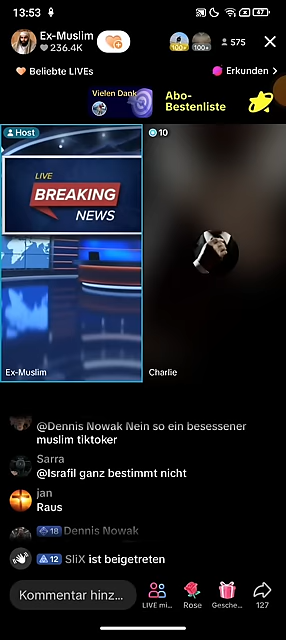 13:53
47
Ex-Muslim
236.4K
100+
100+
575
Beliebte LIVEs
Erkunden
Vielen Dank
Abo-
Bestenliste
Host
10
LIVE
BREAKING
NEWS
Ex-Muslim
Charlie
@Dennis Nowak Nein so ein besessener
muslim tiktoker
Sarra
@Israfil ganz bestimmt nicht
jan
Raus
18 Dennis Nowak
12 SliX ist beigetreten
Kommentar hinz...
LIVE mi...
Rose
Gesche...
127